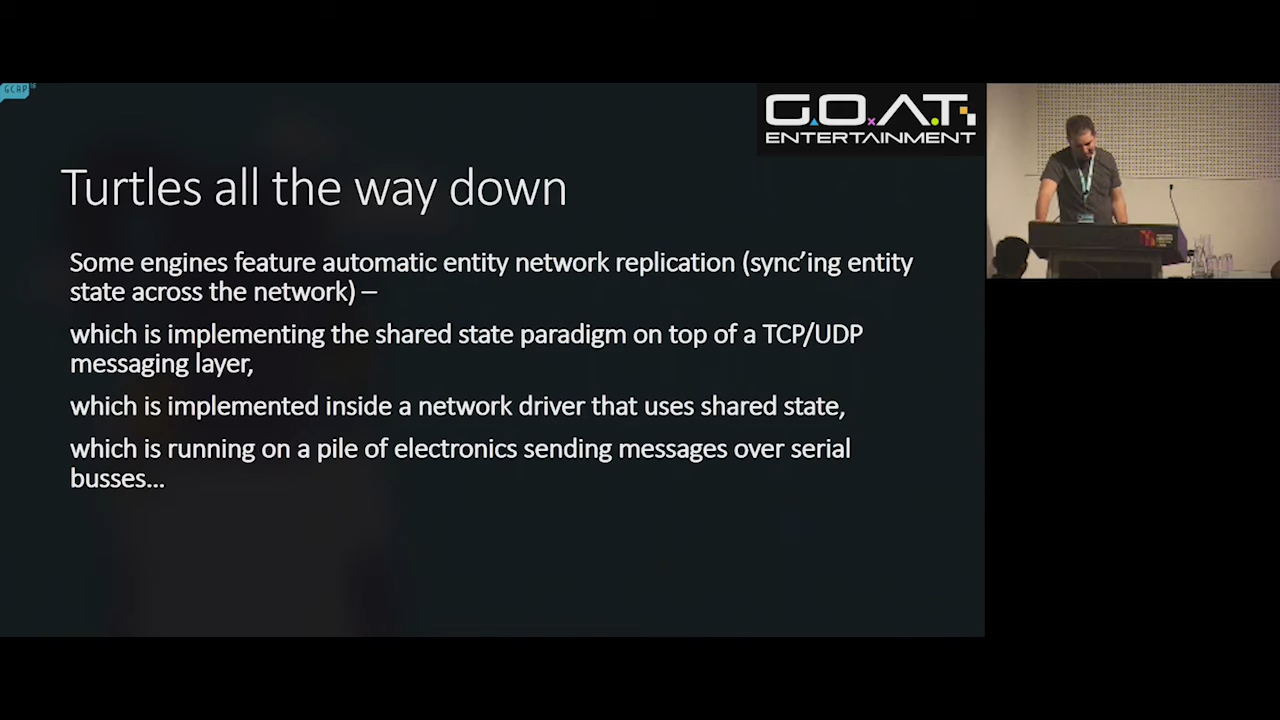 GCAP 18
G.O.A.T.
ENTERTAINMENT
Turtles all the way down
Some engines feature automatic entity network replication (sync’ing entity
state across the network) –
which is implementing the shared state paradigm on top of a TCP/UDP
messaging layer,
which is implemented inside a network driver that uses shared state,
which is running on a pile of electronics sending messages over serial
busses...